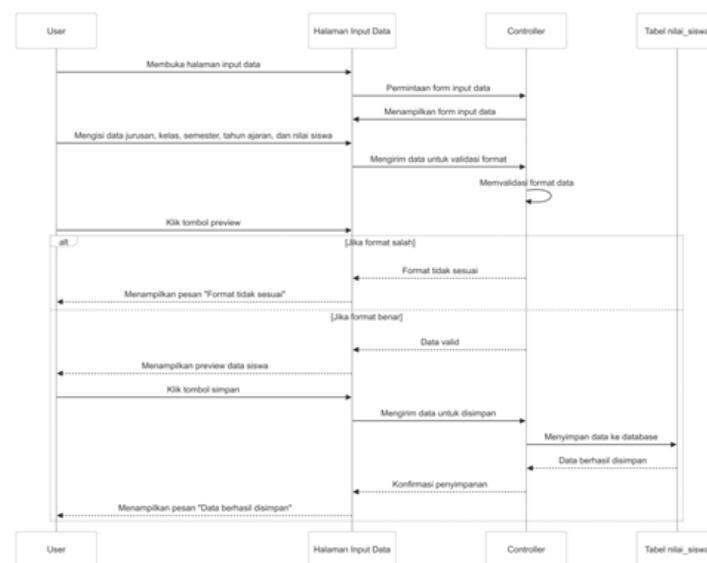 User
Halaman Input Data
Controller
Tabel nilai_siswa
Membuka halaman input data
Permintaan form input data
Menampilkan form input data
Mengisi data jurusan, kelas, semester, tahun ajaran, dan nilai siswa
Mengirim data untuk validasi format
Memvalidasi format data
Klik tombol preview
alt
[Jika format salah]
Format tidak sesuai
Menampilkan pesan "Format tidak sesuai"
[Jika format benar]
Data valid
Menampilkan preview data siswa
Klik tombol simpan
Mengirim data untuk disimpan
Menyimpan data ke database
Data berhasil disimpan
Konfirmasi penyimpanan
Menampilkan pesan "Data berhasil disimpan"
User
Halaman Input Data
Controller
Tabel nilai_siswa